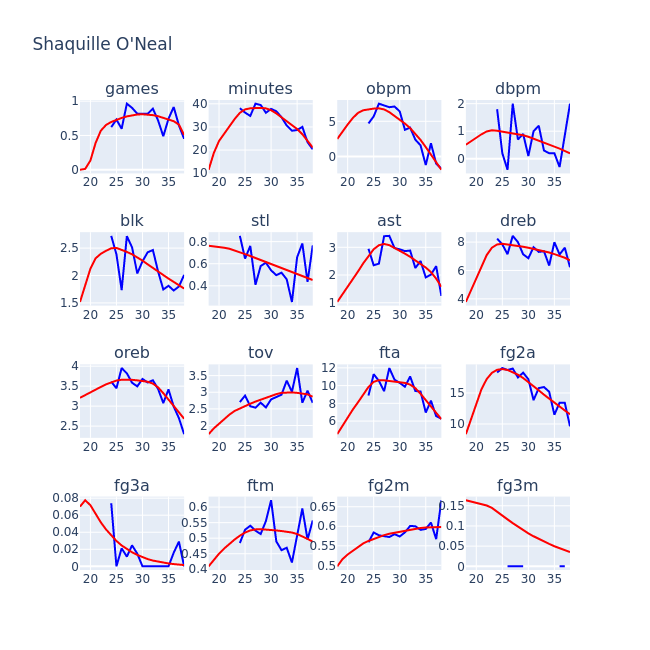 Shaquille O'Neal
games minutes obpm dbpm
1 0.5 0 20 25 30 35
40 30 20 10 20 25 30 35
5 0 20 25 30 35
2 1 0 20 25 30 35
blk stl ast dreb
2.5 2 1.5 20 25 30 35
0.8 0.6 0.4 20 25 30 35
3 2 1 20 25 30 35
8 6 4 20 25 30 35
oreb tov fta fg2a
4 3.5 3 2.5 20 25 30 35
3.5 3 2.5 2 20 25 30 35
12 10 8 6 20 25 30 35
15 10 20 25 30 35
fg3a ftm fg2m fg3m
0.08 0.06 0.04 0.02 0 20 25 30 35
0.6 0.55 0.5 0.45 0.4 20 25 30 35
0.65 0.6 0.55 0.5 20 25 30 35
0.15 0.1 0.05 0 20 25 30 35